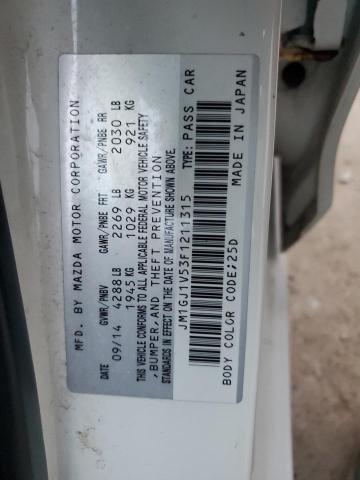 MFD. BY MAZDA MOTOR CORPORATION
DATE GVWR/PNBV GAWR/PNBE FRT GAWR/PNBE RR
09/14 4288 LB 2269 LB 2030 LB
1945 KG 1029 KG 921 KG
THIS VEHICLE CONFORMS TO ALL APPLICABLE FEDERAL MOTOR VEHICLE SAFETY
, BUMPER, AND THEFT PREVENTION
STANDARDS IN EFFECT ON THE DATE OF MANUFACTURE SHOWN ABOVE.
JM1GJ1V53F1211315 TYPE: PASS CAR
BODY COLOR CODE;25D MADE IN JAPAN